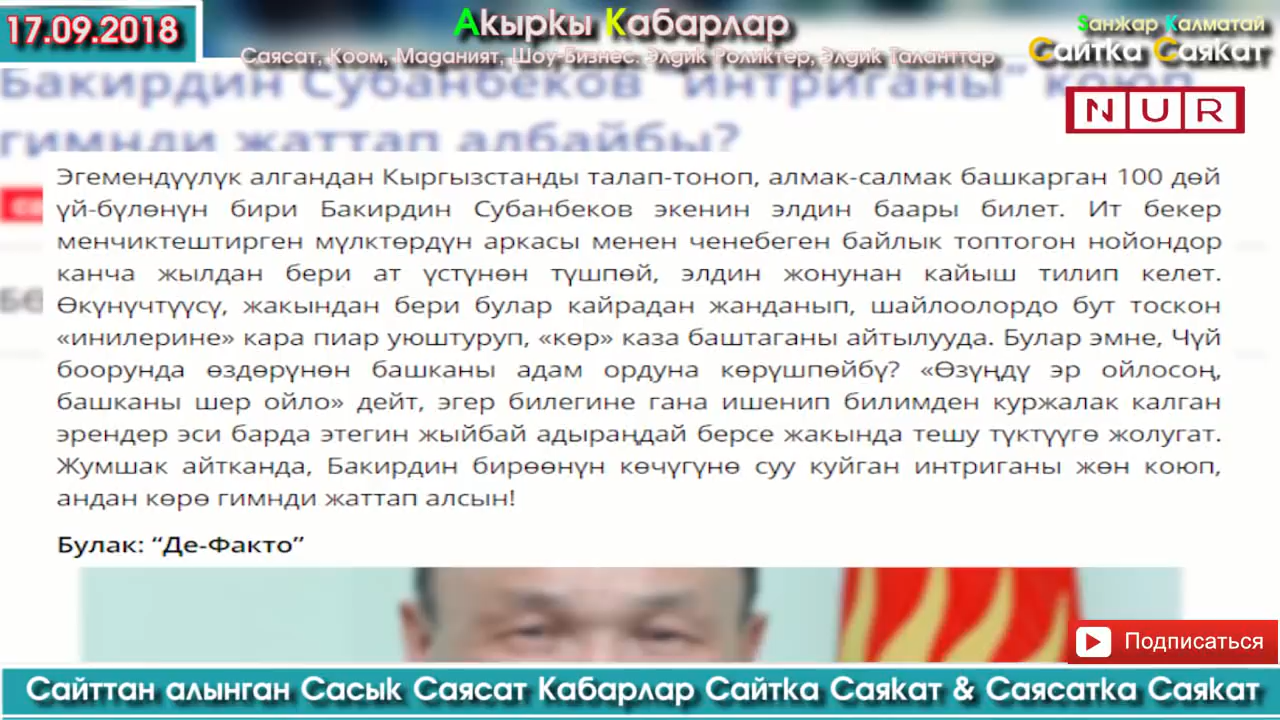 17.09.2018
Акыркы Кабарлар
Sанжар Калматай
Саясат, Коом, Маданият, Шоу-Бизнес. Элдик Роликтер, Элдик Таланттар
Сайтка Саякат
Бакирдин Субанбеков “интриганы” коюп,
NUR
гимнди жаттап албайбы?
Эгемендүүлүк алгандан Кыргызстанды талап-тоноп, алмак-салмак башкарган 100 дөй
үй-бүлөнүн бири Бакирдин Субанбеков экенин элдин баары билет. Ит бекер
менчиктештирген мүлктөрдүн аркасы менен ченебеген байлык топтогон нойондор
канча жылдан бери ат үстүнөн түшпөй, элдин жонунан кайыш тилип келет.
Өкүнүчтүүсү, жакындан бери булар кайрадан жанданып, шайлоолордо бут тоскон
«инилерине» кара пиар уюштуруп, «көр» каза баштаганы айтылууда. Булар эмне, Чүй
боорунда өздөрүнөн башканы адам ордуна көрүшпөйбү? «Өзүңдү эр ойлосоң,
башканы шер ойло» дейт, эгер билегине гана ишенип билимден куржалак калган
эрендер эси барда этегин жыйбай адыраңдай берсе жакында тешу түктүүгө жолугат.
Жумшак айтканда, Бакирдин бирөөнүн көчүгүнө суу куйган интриганы жөн коюп,
андан көрө гимнди жаттап алсын!
Булак: “Де-Факто”
Подписаться
Сайттан алынган Сасык Саясат Кабарлар Сайтка Саякат & Саясатка Саякат